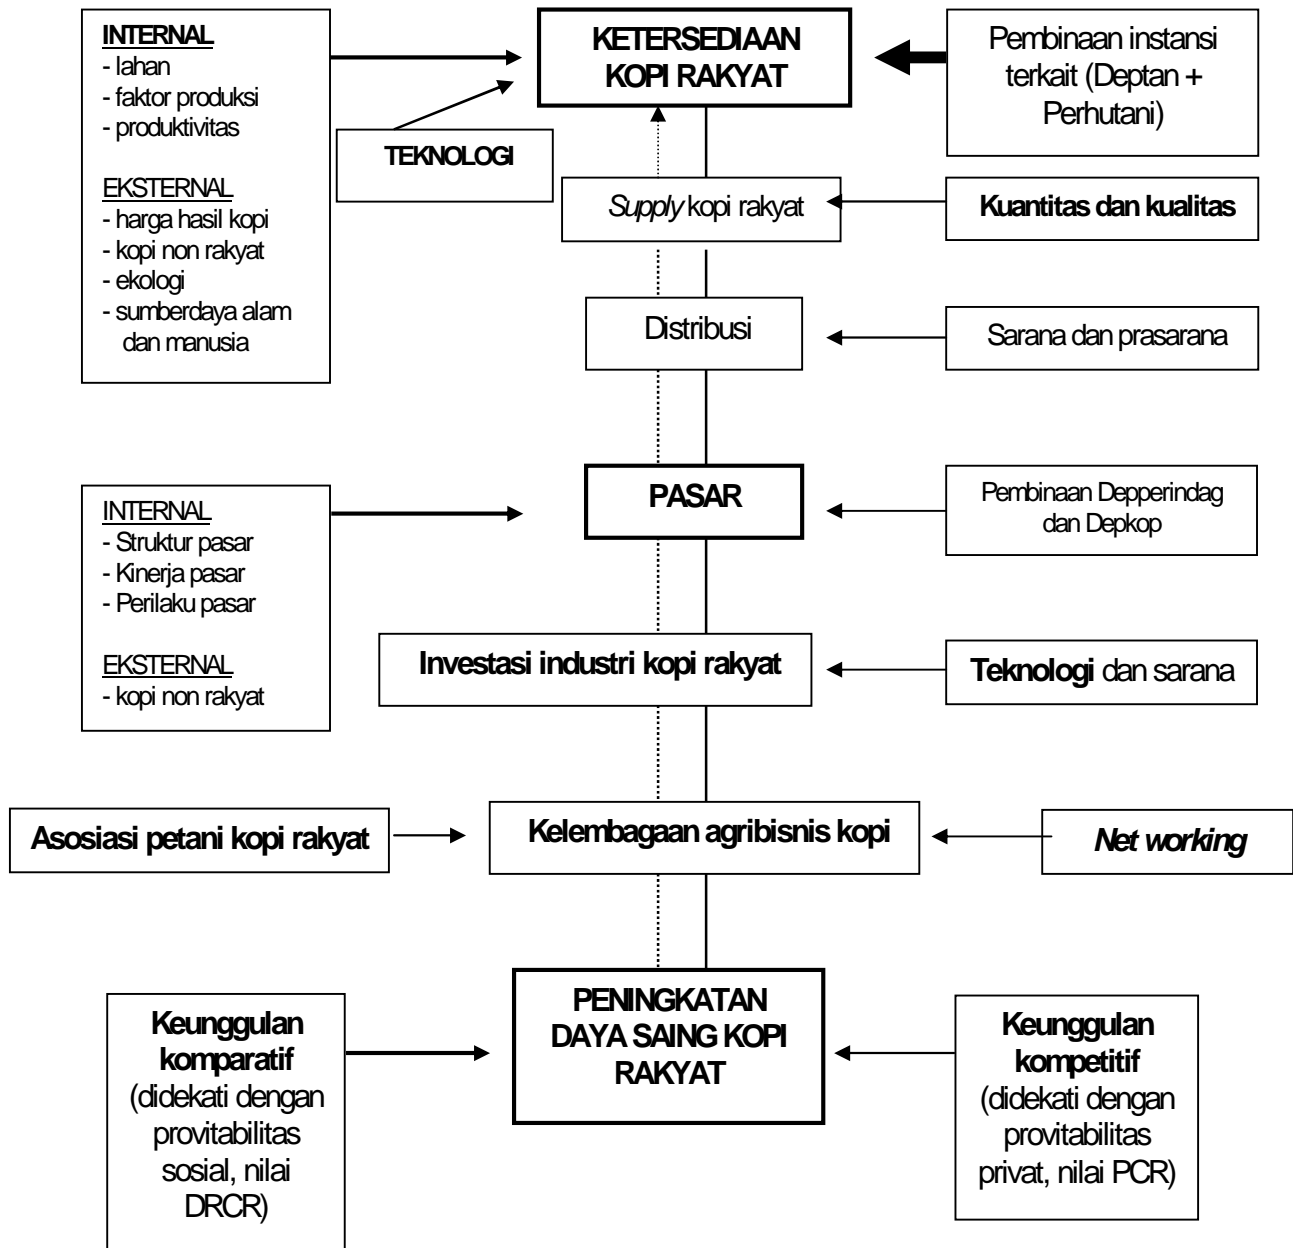 INTERNAL
- lahan
- faktor produksi
- produktivitas
EKSTERNAL
- harga hasil kopi
- kopi non rakyat
- ekologi
- sumberdaya alam
dan manusia
KETERSEDIAAN
KOPI RAKYAT
Pembinaan instansi
terkait (Deptan +
Perhutani)
TEKNOLOGI
Supply kopi rakyat
Kuantitas dan kualitas
Distribusi
Sarana dan prasarana
INTERNAL
- Struktur pasar
- Kinerja pasar
- Perilaku pasar
EKSTERNAL
- kopi non rakyat
PASAR
Pembinaan Depperindag
dan Depkop
Investasi industri kopi rakyat
Teknologi dan sarana
Asosiasi petani kopi rakyat
Kelembagaan agribisnis kopi
Net working
Keunggulan
komparatif
(didekati dengan
provitabilitas
sosial, nilai
DRCR)
PENINGKATAN
DAYA SAING KOPI
RAKYAT
Keunggulan
kompetitif
(didekati dengan
provitabilitas
privat, nilai PCR)